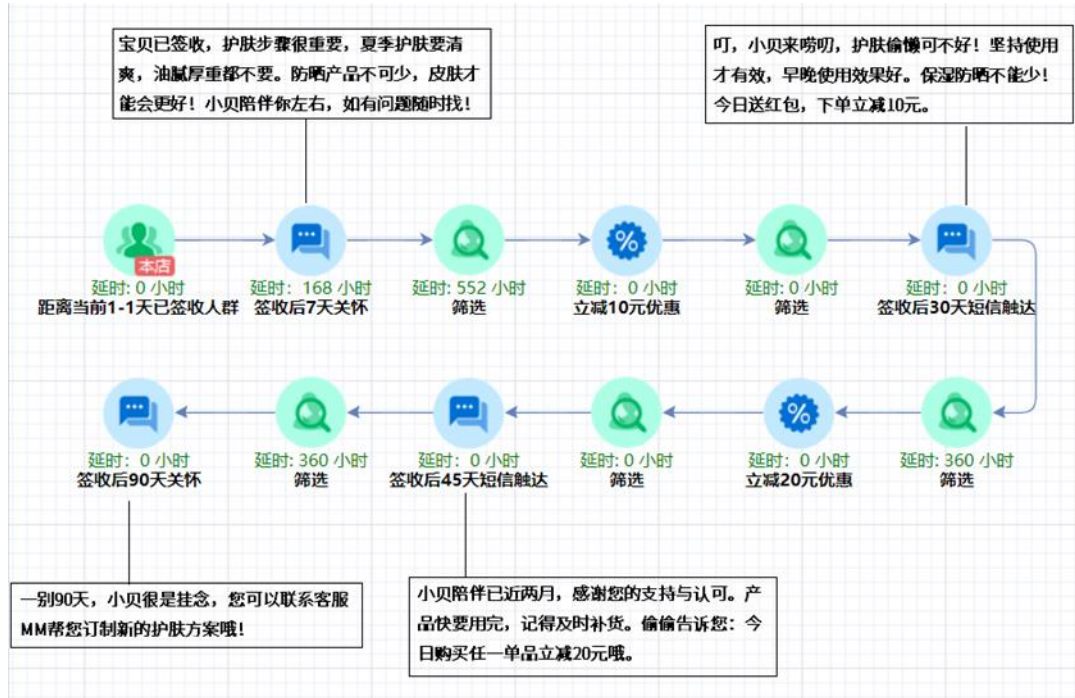 宝贝已签收，护肤步骤很重要，夏季护肤要清
爽，油腻厚重都不要。防晒产品不可少，皮肤才
能会更好！小贝陪伴你左右，如有问题随时找！
叮，小贝来唠叨，护肤偷懒可不好！坚持使用
才有效，早晚使用效果好。保湿防晒不能少！
今日送红包，下单立减10元。
本店
延时: 0 小时
距离当前1-1天已签收人群
延时: 168 小时
签收后7天关怀
延时: 552 小时
筛选
延时: 0 小时
立减10元优惠
延时: 0 小时
筛选
延时: 0 小时
签收后30天短信触达
延时: 360 小时
筛选
延时: 0 小时
立减20元优惠
延时: 0 小时
筛选
延时: 0 小时
签收后45天短信触达
延时: 360 小时
筛选
延时: 0 小时
签收后90天关怀
一别90天，小贝很是挂念，您可以联系客服
MM帮您订制新的护肤方案哦！
小贝陪伴已近两月，感谢您的支持与认可。产
品快要用完，记得及时补货。偷偷告诉您：今
日购买任一单品立减20元哦。